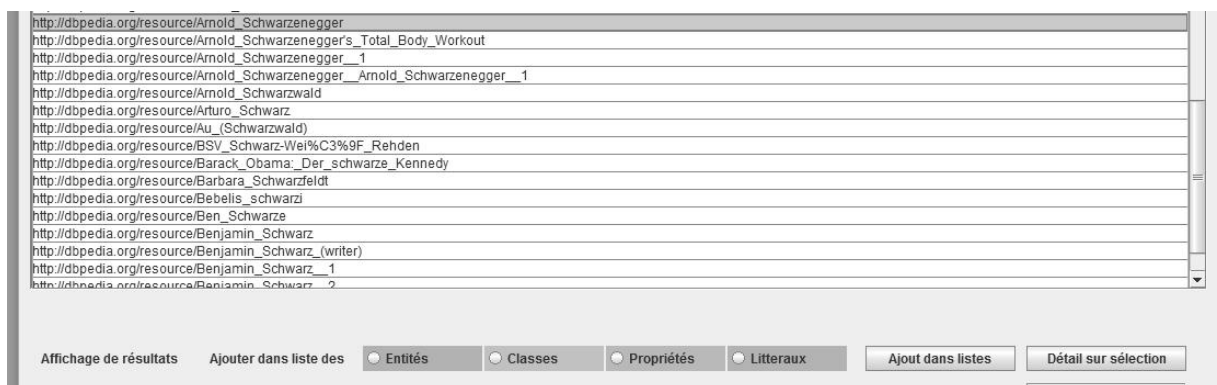 http://dbpedia.org/resource/Arnold_Schwarzenegger
http://dbpedia.org/resource/Arnold_Schwarzenegger's_Total_Body_Workout
http://dbpedia.org/resource/Arnold_Schwarzenegger__1
http://dbpedia.org/resource/Arnold_Schwarzenegger__Arnold_Schwarzenegger__1
http://dbpedia.org/resource/Arnold_Schwarzwald
http://dbpedia.org/resource/Arturo_Schwarz
http://dbpedia.org/resource/Au_(Schwarzwald)
http://dbpedia.org/resource/BSV_Schwarz-Wei%C3%9F_Rehden
http://dbpedia.org/resource/Barack_Obama:_Der_schwarze_Kennedy
http://dbpedia.org/resource/Barbara_Schwarzfeldt
http://dbpedia.org/resource/Bebelis_schwarzi
http://dbpedia.org/resource/Ben_Schwarze
http://dbpedia.org/resource/Benjamin_Schwarz
http://dbpedia.org/resource/Benjamin_Schwarz_(writer)
http://dbpedia.org/resource/Benjamin_Schwarz__1
http://dbpedia.org/resource/Benjamin_Schwarz__2
Affichage de résultats Ajouter dans liste des Entités Classes Propriétés Litteraux Ajout dans listes Détail sur sélection